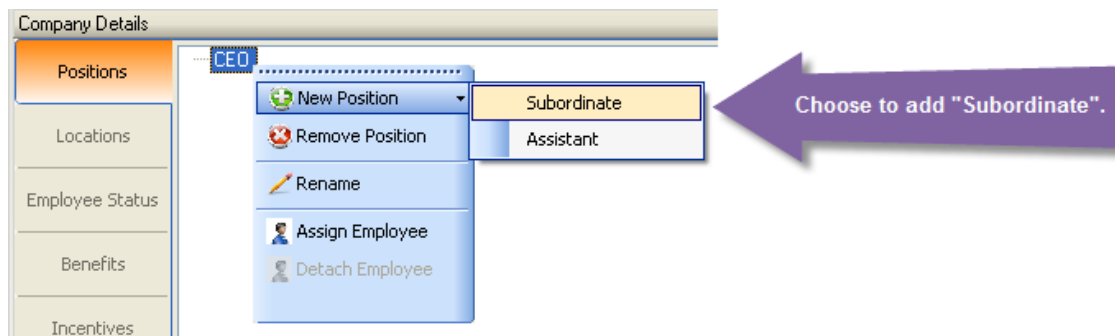 Company Details
Positions
Locations
Employee Status
Benefits
Incentives
CEO
New Position
Remove Position
Rename
Assign Employee
Detach Employee
Subordinate
Assistant
Choose to add "Subordinate".